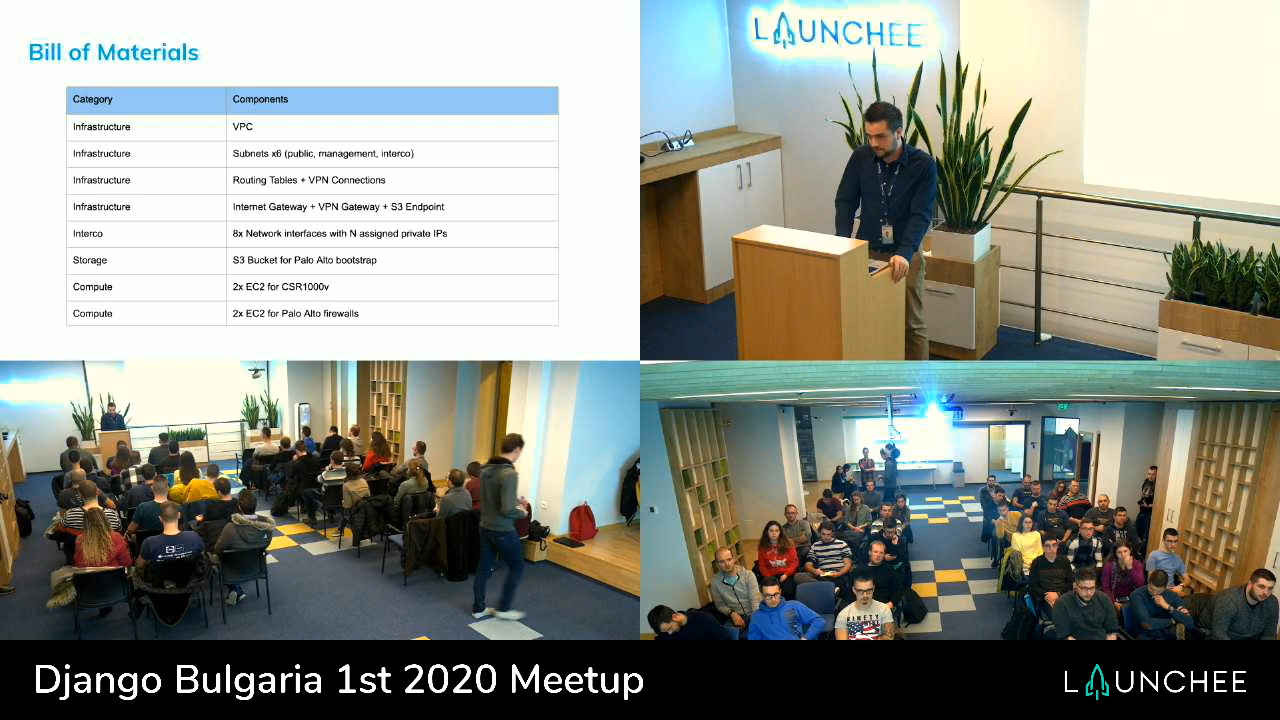 Bill of Materials
Category Components
Infrastructure VPC
Infrastructure Subnets x6 (public, management, interco)
Infrastructure Routing Tables + VPN Connections
Infrastructure Internet Gateway + VPN Gateway + S3 Endpoint
Interco 8x Network interfaces with N assigned private IPs
Storage S3 Bucket for Palo Alto bootstrap
Compute 2x EC2 for CSR1000v
Compute 2x EC2 for Palo Alto firewalls
LAUNCHEE
NINETY
Django Bulgaria 1st 2020 Meetup
LAUNCHEE